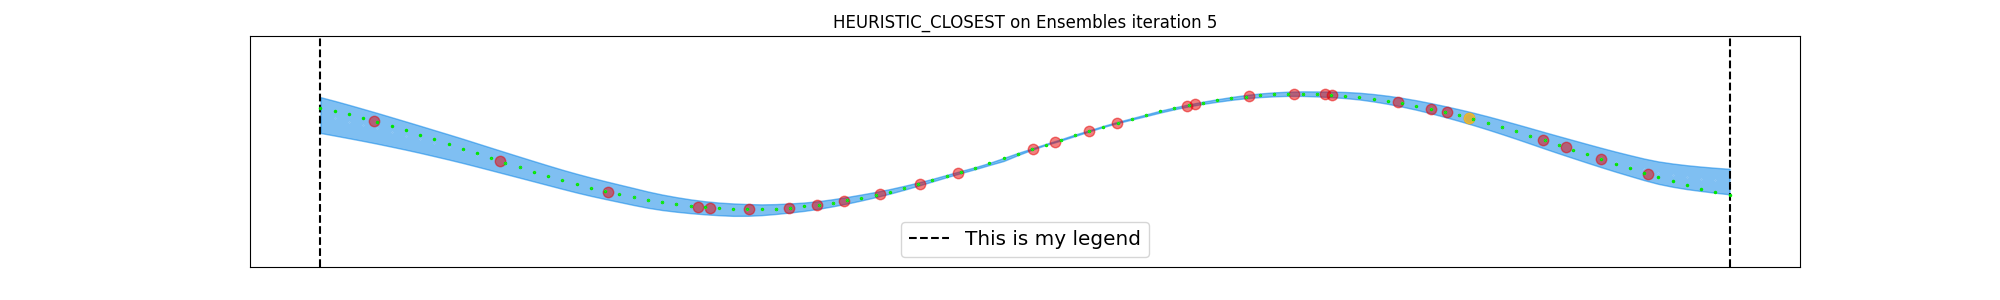 HEURISTIC_CLOSEST on Ensembles iteration 5
This is my legend